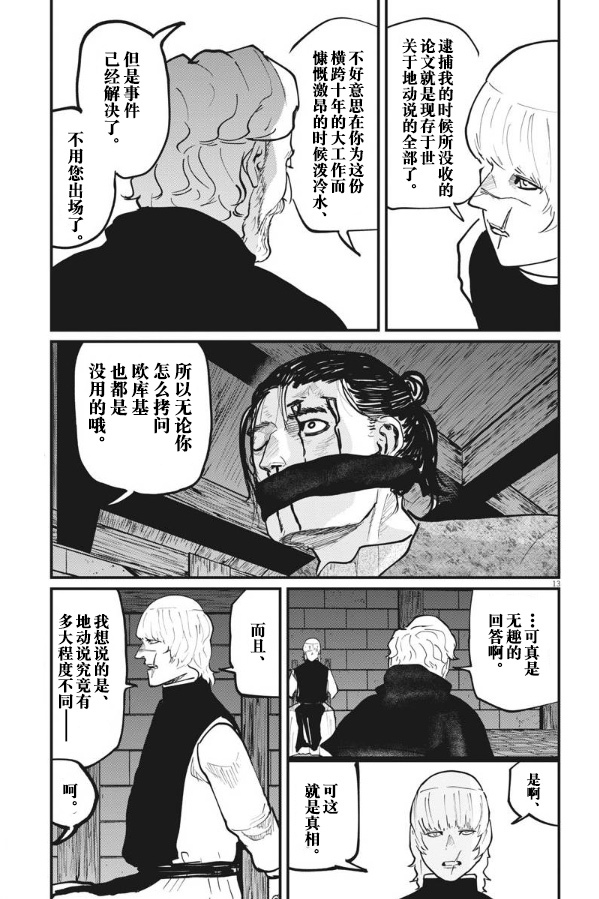 逮捕我的时候所没收的
论文就是现存于世
关于地动说的全部了。
不好意思在你为这份
横跨十年的大工作而
慷慨激昂的时候泼冷水、
但是事件
己经解决了。
不用您出场了。
所以无论你
怎么拷问
欧库基
也都是
没用的哦。
13
…可真是
无趣的
回答啊。
而且、
我想说的是、
地动说究竟有
多大程度不同——
是啊、
可这
就是真相。
呵。